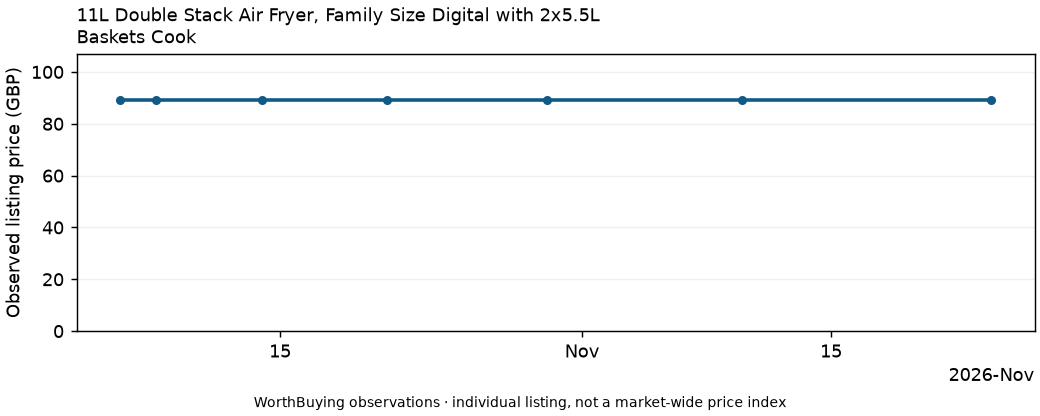 11L Double Stack Air Fryer, Family Size Digital with 2x5.5L
Baskets Cook
Observed listing price (GBP)
100
80
60
40
20
0
15
Nov
15
2026-Nov
WorthBuying observations · individual listing, not a market-wide price index